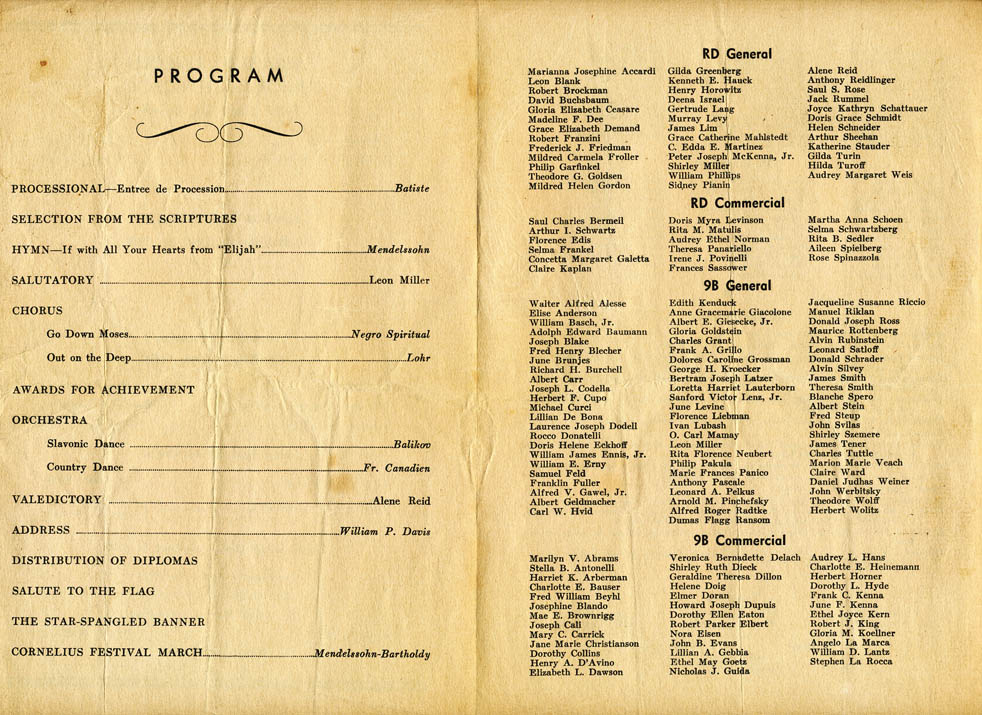 PROGRAM
PROCESSIONAL—Entree de Procession Batiste
SELECTION FROM THE SCRIPTURES
HYMN—If with All Your Hearts from "Elijah" Mendelssohn
SALUTATORY Leon Miller
CHORUS
Go Down Moses Negro Spiritual
Out on the Deep Lohr
AWARDS FOR ACHIEVEMENT
ORCHESTRA
Slavonic Dance Balikov
Country Dance Fr. Canadien
VALEDICTORY Alene Reid
ADDRESS William P. Davis
DISTRIBUTION OF DIPLOMAS
SALUTE TO THE FLAG
THE STAR-SPANGLED BANNER
CORNELIUS FESTIVAL MARCH Mendelssohn-Bartholdy
RD General
Marianna Josephine Accardi
Leon Blank
Robert Brockman
David Buchsbaum
Gloria Elizabeth Ceasare
Madeline F. Dee
Grace Elizabeth Demand
Robert Franzini
Frederick J. Friedman
Mildred Carmela Froller
Philip Garfinkel
Theodore G. Goldsen
Mildred Helen Gordon
Gilda Greenberg
Kenneth E. Hauck
Henry Horowitz
Deena Israel
Gertrude Lang
Murray Levy
James Lim
Grace Catherine Mahlstedt
C. Edda E. Martinez
Peter Joseph McKenna, Jr.
Shirley Miller
William Phillips
Sidney Pianin
Alene Reid
Anthony Reidlinger
Saul S. Rose
Jack Rummel
Joyce Kathryn Schattauer
Doris Grace Schmidt
Helen Schneider
Arthur Sheehan
Katherine Stauder
Gilda Turin
Hilda Turoff
Audrey Margaret Weis
RD Commercial
Saul Charles Bermeil
Arthur I. Schwartz
Florence Edis
Selma Frankel
Concetta Margaret Galetta
Claire Kaplan
Doris Myra Levinson
Rita M. Matulis
Audrey Ethel Norman
Theresa Panariello
Irene J. Povinelli
Frances Sassower
Martha Anna Schoen
Selma Schwartzberg
Rita B. Sedler
Aileen Spielberg
Rose Spinazzola
9B General
Walter Alfred Alesse
Elise Anderson
William Basch, Jr.
Adolph Edward Baumann
Joseph Blake
Fred Henry Blecher
June Brunjes
Richard H. Burchell
Albert Carr
Joseph L. Codella
Herbert F. Cupo
Michael Curci
Lillian De Bona
Laurence Joseph Dodell
Rocco Donatelli
Doris Helene Eckhoff
William James Ennis, Jr.
William E. Erny
Samuel Feld
Franklin Fuller
Alfred V. Gawel, Jr.
Albert Geldmacher
Carl W. Hvid
Edith Kenduck
Anne Gracemarie Giacolone
Albert E. Giesecke, Jr.
Gloria Goldstein
Charles Grant
Frank A. Grillo
Dolores Caroline Grossman
George H. Kroecker
Bertram Joseph Latzer
Loretta Harriet Lauterborn
Sanford Victor Lenz, Jr.
June Levine
Florence Liebman
Ivan Lubash
O. Carl Mamay
Leon Miller
Rita Florence Neubert
Philip Pakula
Marie Frances Panico
Anthony Pascale
Leonard A. Pelkus
Arnold M. Pinchefsky
Alfred Roger Radtke
Dumas Flagg Ransom
Jacqueline Susanne Riccio
Manuel Riklan
Donald Joseph Ross
Maurice Rottenberg
Alvin Rubinstein
Leonard Satloff
Donald Schrader
Alvin Silvey
James Smith
Theresa Smith
Blanche Spero
Albert Stein
Fred Steup
John Svilas
Shirley Szemere
James Tener
Charles Tuttle
Marion Marie Veach
Claire Ward
Daniel Judhas Weiner
John Werbitsky
Theodore Wolff
Herbert Wolitz
9B Commercial
Marilyn V. Abrams
Stella B. Antonelli
Harriet K. Arberman
Charlotte E. Bauser
Fred William Beyhl
Josephine Blando
Mae E. Brownrigg
Joseph Cali
Mary C. Carrick
Jane Marie Christianson
Dorothy Collins
Henry A. D'Avino
Elizabeth L. Dawson
Veronica Bernadette Delach
Shirley Ruth Dieck
Geraldine Theresa Dillon
Helene Doig
Elmer Doran
Howard Joseph Dupuis
Dorothy Ellen Eaton
Robert Parker Elbert
Nora Elsen
John B. Evans
Lillian A. Gebbia
Ethel May Goetz
Nicholas J. Guida
Audrey L. Hans
Charlotte E. Heinemann
Herbert Horner
Dorothy L. Hyde
Frank C. Kenna
June F. Kenna
Ethel Joyce Kern
Robert J. King
Gloria M. Koellner
Angelo La Marca
William D. Lantz
Stephen La Rocca